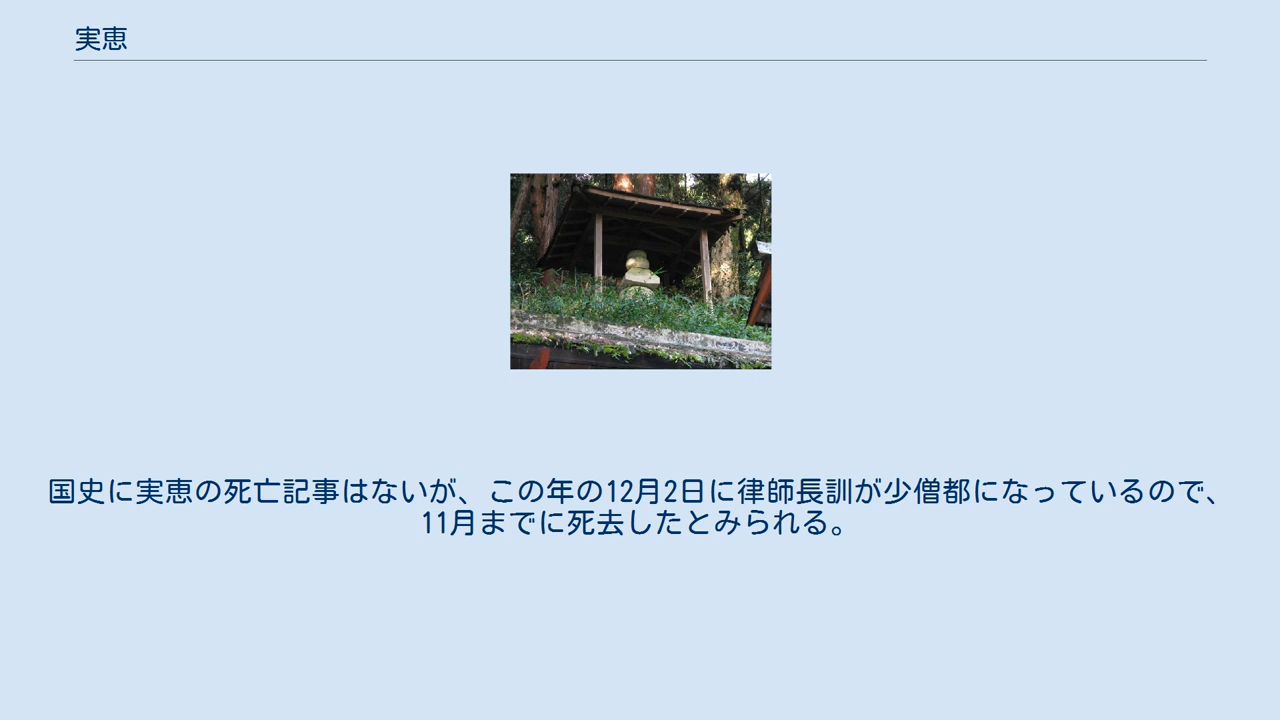 実恵
国史に実恵の死亡記事はないが、この年の12月2日に律師長訓が少僧都になっているので、
11月までに死去したとみられる。